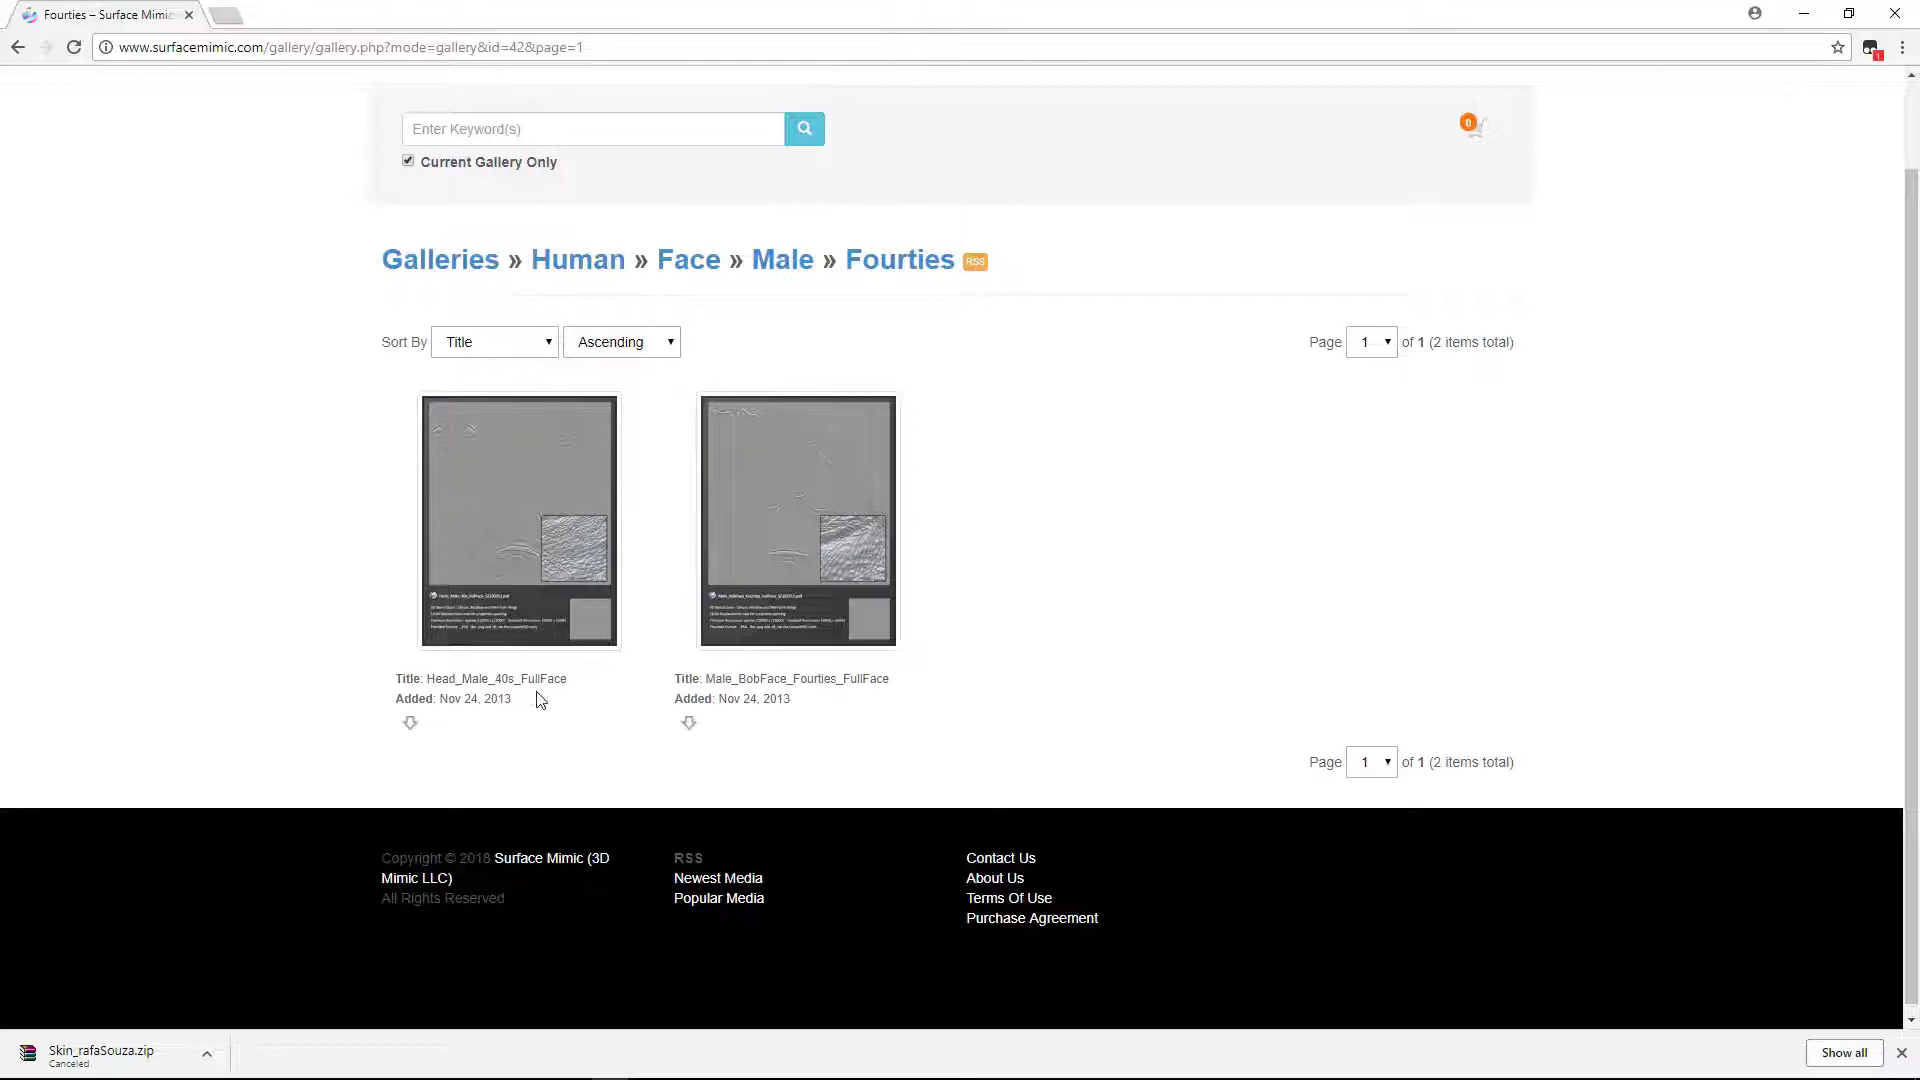 Fourties – Surface Mimic
www.surfacemimic.com/gallery/gallery.php?mode=gallery&id=42&page=1
1
Enter Keyword(s)
0
Current Gallery Only
Galleries » Human » Face » Male » Fourties RSS
Sort By Title Ascending
Page 1 of 1 (2 items total)
Title: Head_Male_40s_FullFace
Added: Nov 24, 2013
Title: Male_BobFace_Fourties_FullFace
Added: Nov 24, 2013
Page 1 of 1 (2 items total)
Copyright © 2018 Surface Mimic (3D
Mimic LLC)
All Rights Reserved
RSS
Newest Media
Popular Media
Contact Us
About Us
Terms Of Use
Purchase Agreement
Skin_rafaSouza.zip
Canceled
Show all